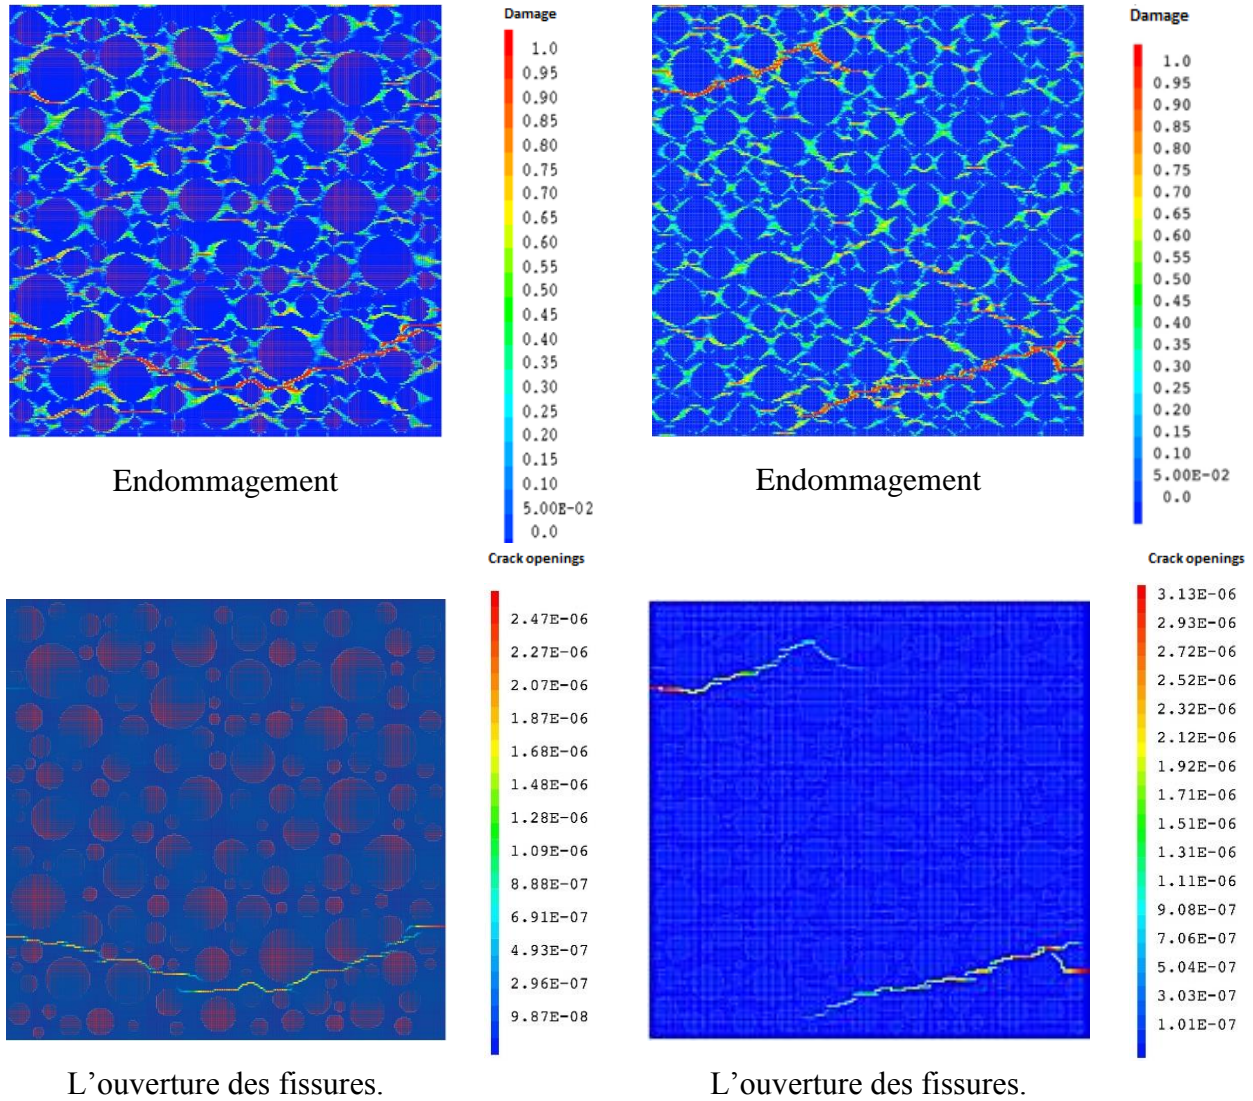 Damage
1.0
0.95
0.90
0.85
0.80
0.75
0.70
0.65
0.60
0.55
0.50
0.45
0.40
0.35
0.30
0.25
0.20
0.15
0.10
5.00E-02
0.0
Endommagement
Damage
1.0
0.95
0.90
0.85
0.80
0.75
0.70
0.65
0.60
0.55
0.50
0.45
0.40
0.35
0.30
0.25
0.20
0.15
0.10
5.00E-02
0.0
Endommagement
Crack openings
2.47E-06
2.27E-06
2.07E-06
1.87E-06
1.68E-06
1.48E-06
1.28E-06
1.09E-06
8.88E-07
6.91E-07
4.93E-07
2.96E-07
9.87E-08
L’ouverture des fissures.
Crack openings
3.13E-06
2.93E-06
2.72E-06
2.52E-06
2.32E-06
2.12E-06
1.92E-06
1.71E-06
1.51E-06
1.31E-06
1.11E-06
9.08E-07
7.06E-07
5.04E-07
3.03E-07
1.01E-07
L’ouverture des fissures.